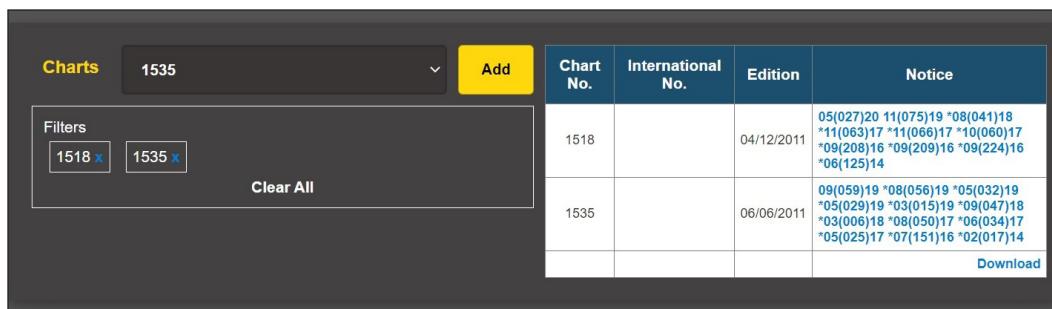 Charts
1535
Add
Filters
1518 x
1535 x
Clear All
Chart No.
International No.
Edition
Notice
1518
04/12/2011
05(027)20 11(075)19 *08(041)18
*11(063)17 *11(066)17 *10(060)17
*09(208)16 *09(209)16 *09(224)16
*06(125)14
1535
06/06/2011
09(059)19 *08(056)19 *05(032)19
*05(029)19 *03(015)19 *09(047)18
*03(006)18 *08(050)17 *06(034)17
*05(025)17 *07(151)16 *02(017)14
Download